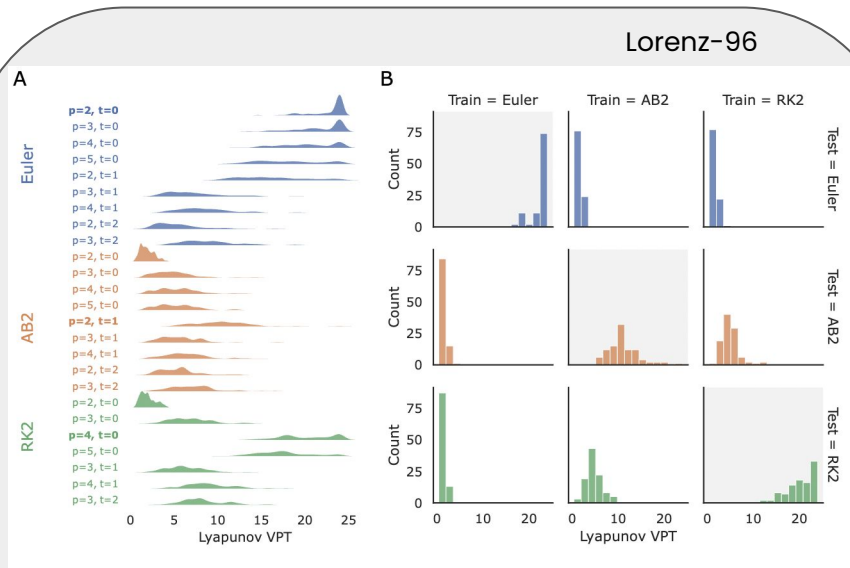 Lorenz-96
A
Euler
p=2, t=0
p=3, t=0
p=4, t=0
p=5, t=0
p=2, t=1
p=3, t=1
p=4, t=1
p=2, t=2
p=3, t=2
AB2
p=2, t=0
p=3, t=0
p=4, t=0
p=5, t=0
p=2, t=1
p=3, t=1
p=4, t=1
p=2, t=2
p=3, t=2
RK2
p=2, t=0
p=3, t=0
p=4, t=0
p=5, t=0
p=3, t=1
p=4, t=1
p=3, t=2
0 5 10 15 20 25
Lyapunov VPT
B
Train = Euler Train = AB2 Train = RK2
75
50
25
0
Count
Test = Euler
75
50
25
0
Count
Test = AB2
75
50
25
0
Count
Test = RK2
0 10 20 0 10 20 0 10 20
Lyapunov VPT